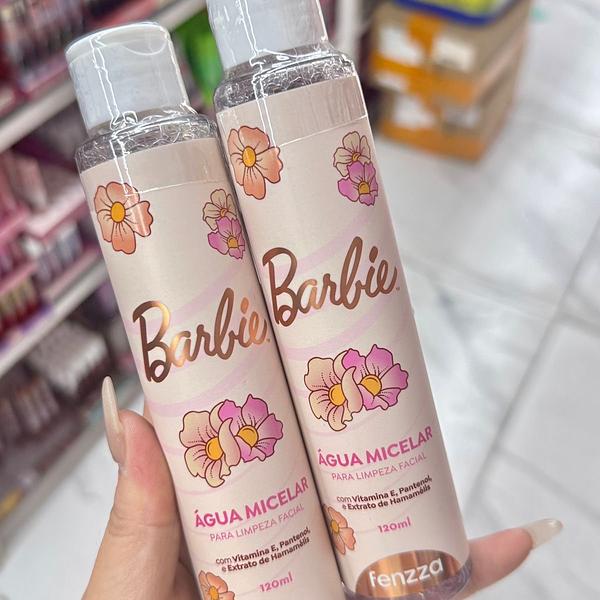 Barbie
ÁGUA MICELAR
PARA LIMPEZA FACIAL
com Vitamina E, Pantenol,
e Extrato de Hamamélis
120ml
Barbie
ÁGUA MICELAR
PARA LIMPEZA FACIAL
com Vitamina E, Pantenol,
e Extrato de Hamamélis
120ml
fenzza